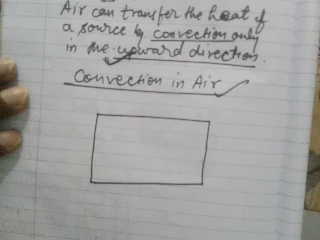 Air can transfer the heat of
a source by convection only
in the upward direction.
Convection in Air